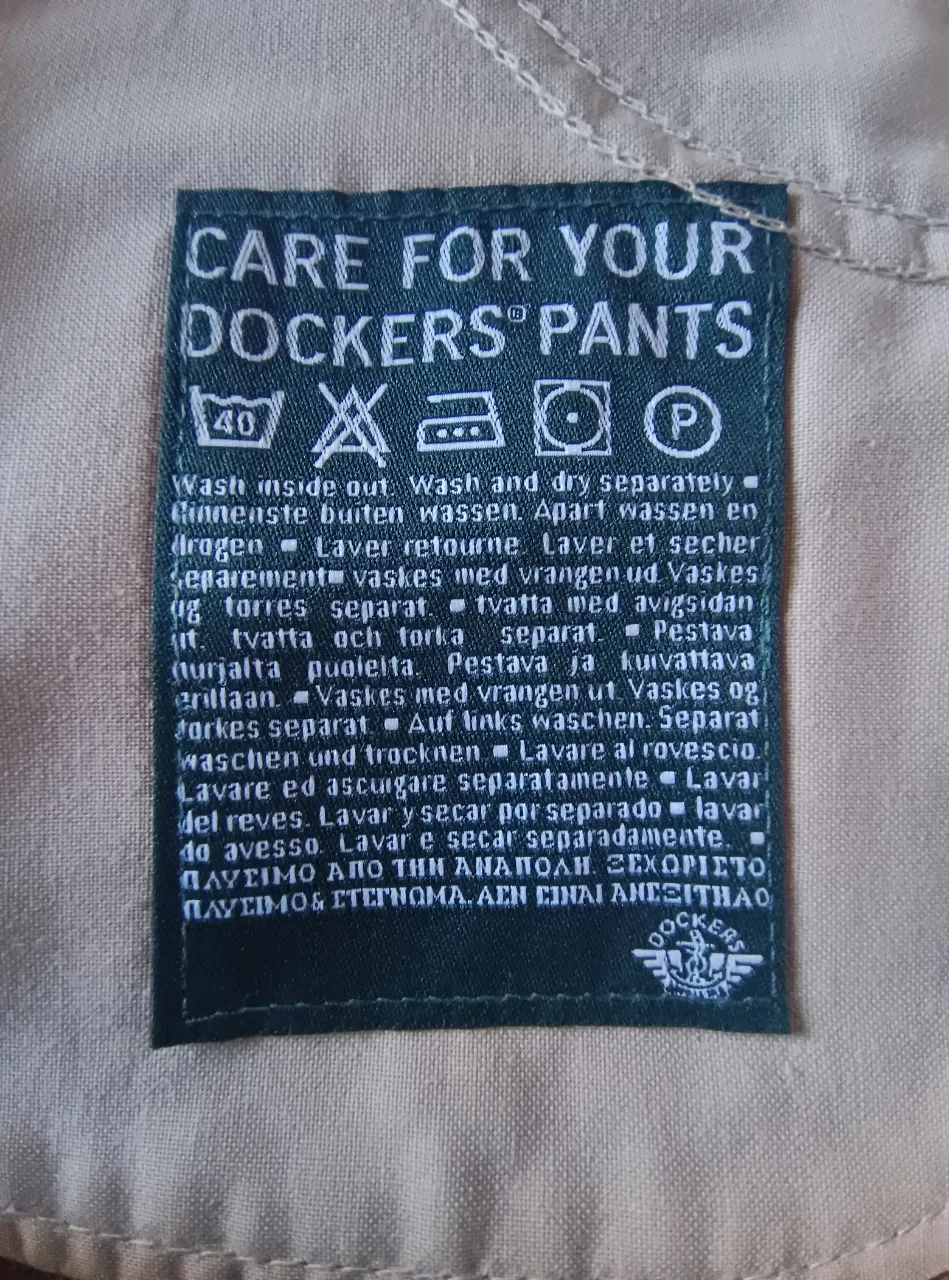 CARE FOR YOUR
DOCKERS® PANTS
40 P
Wash inside out. Wash and dry separately ▪
Binnenste buiten wassen. Apart wassen en
drogen ▪ Laver retourne Laver et secher
separement ▪ vaskes med vrangen ud. Vaskes
og torres separat. ▪ tvatta med avigsidan
ut. tvatta och torka separat. ▪ Pestava
nurjalta puolelta. Pestava ja kuivattava
erillaan. ▪ Vaskes med vrangen ut. Vaskes og
torkes separat ▪ Auf links waschen. Separat
waschen und trocknen ▪ Lavare al rovescio.
Lavare ed asciugare separatamente ▪ Lavar
del reves. Lavar y secar por separado ▪ lavar
do avesso. Lavar e secar separadamente. ▪
ΠΛΥΣΙΜΟ ΑΠΟ ΤΗΝ ΑΝΑΠΟΔΗ. ΞΕΧΩΡΙΣΤΟ
ΠΛΥΣΙΜΟ & ΣΤΕΓΝΩΜΑ. ΔΕΝ ΕΙΝΑΙ ΑΝΕΞΙΤΗΛΟ
DOCKERS